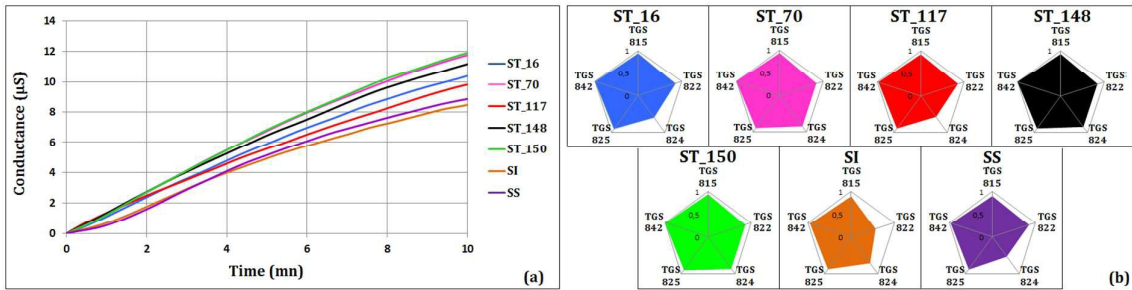 14
12
10
8
6
4
2
0
Conductance (µS)
0 2 4 6 8 10
Time (mn)
ST_16
ST_70
ST_117
ST_148
ST_150
SI
SS
(a)
ST_16
TGS
815
1
0,5
0
TGS
842
TGS
822
TGS
825
TGS
824
ST_70
TGS
815
1
0,5
0
TGS
842
TGS
822
TGS
825
TGS
824
ST_117
TGS
815
1
0,5
0
TGS
842
TGS
822
TGS
825
TGS
824
ST_148
TGS
815
1
TGS
842
TGS
822
TGS
825
TGS
824
ST_150
TGS
815
1
0,5
0
TGS
842
TGS
822
TGS
825
TGS
824
SI
TGS
815
1
0,5
0
TGS
842
TGS
822
TGS
825
TGS
824
SS
TGS
815
1
0,5
0
TGS
842
TGS
822
TGS
825
TGS
824
(b)